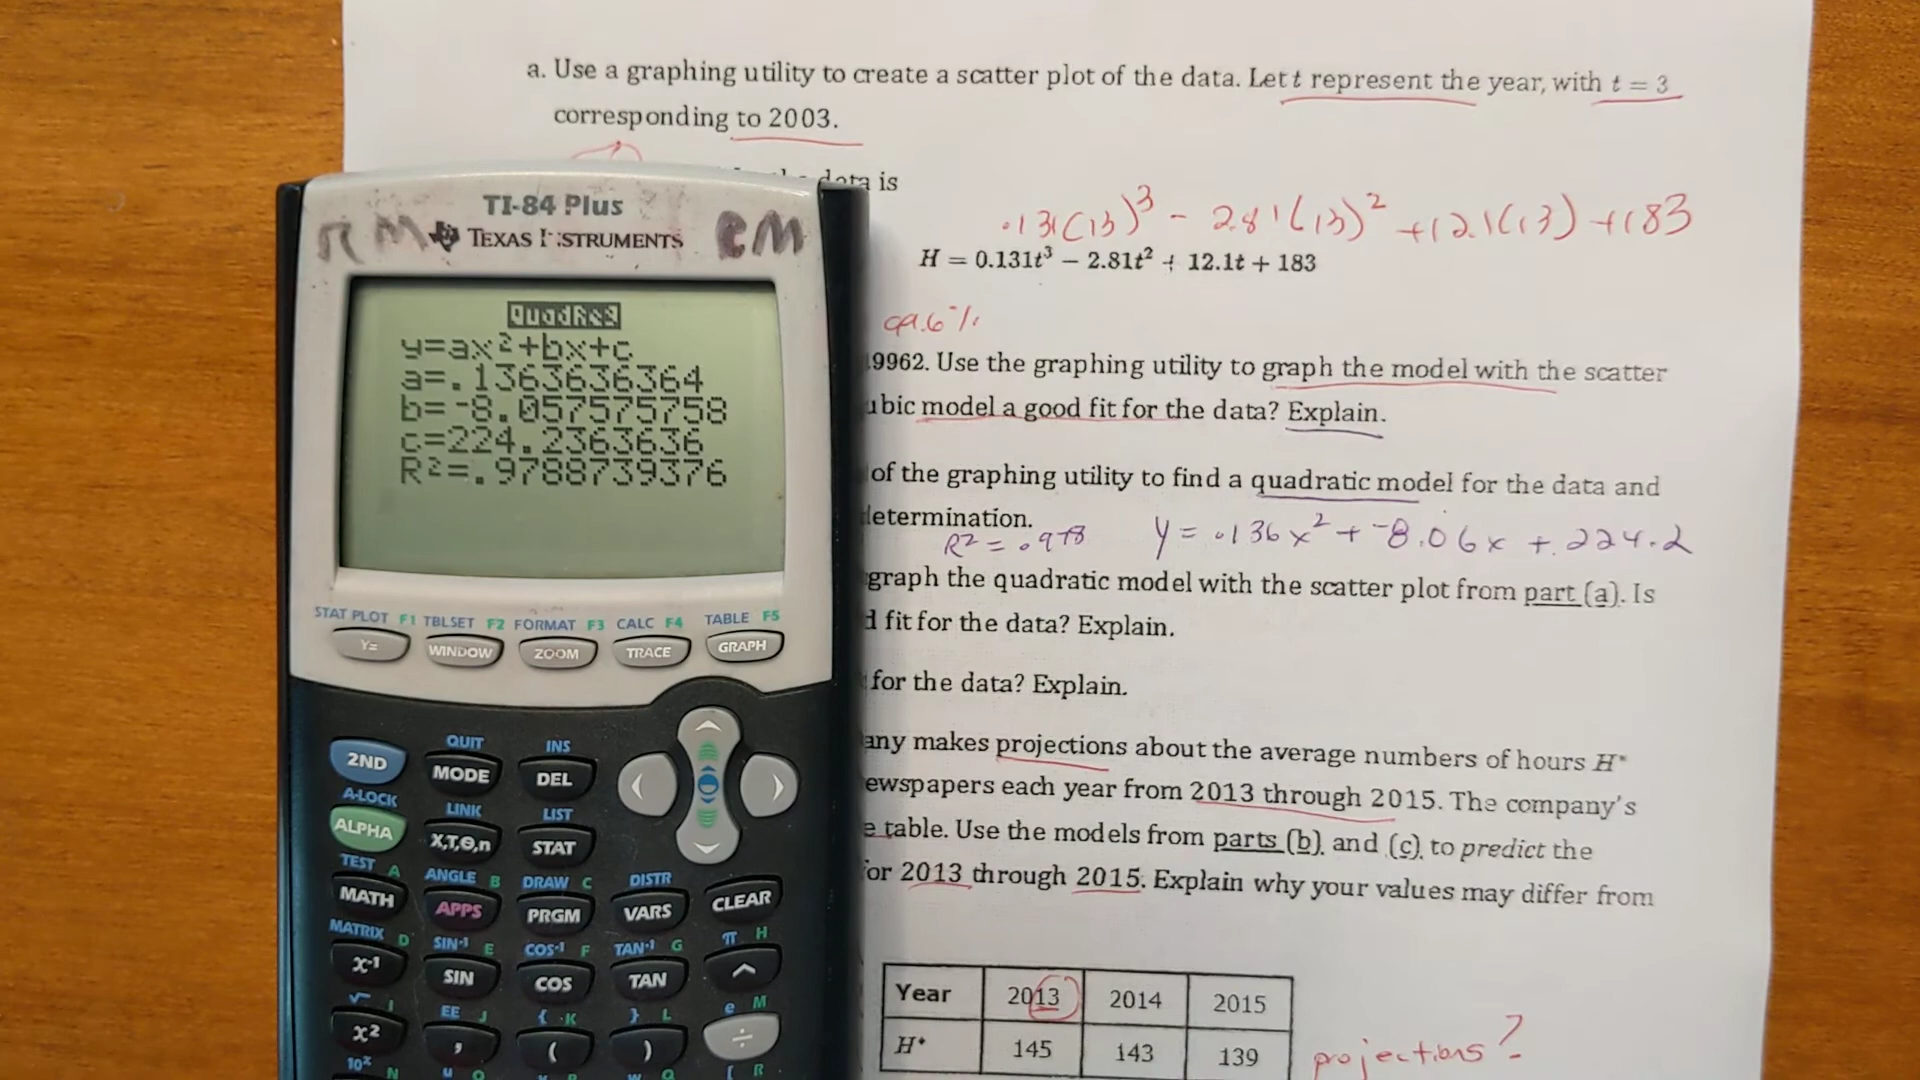 a. Use a graphing utility to create a scatter plot of the data. Let t represent the year, with t = 3
corresponding to 2003.
data is
.131(13)³ - 2.81(13)² +12.1(13) +183
H = 0.131t³ − 2.81t² + 12.1t + 183
99.6%
9962. Use the graphing utility to graph the model with the scatter
ubic model a good fit for the data? Explain.
of the graphing utility to find a quadratic model for the data and
determination.
R² = .978 y = .136x² + -8.06x + 224.2
graph the quadratic model with the scatter plot from part (a). Is
d fit for the data? Explain.
for the data? Explain.
any makes projections about the average numbers of hours H*
ewspapers each year from 2013 through 2015. The company's
e table. Use the models from parts (b) and (c) to predict the
for 2013 through 2015. Explain why your values may differ from
Year 2013 2014 2015
H* 145 143 139
projections?
TI-84 Plus
RM TEXAS INSTRUMENTS CM
QuadReg
y=ax²+bx+c
a=.1363636364
b=-8.057575758
c=224.2363636
R²=.9788739376
STAT PLOT F1 TBLSET F2 FORMAT F3 CALC F4 TABLE F5
Y= WINDOW ZOOM TRACE GRAPH
QUIT INS
2ND MODE DEL
A-LOCK LINK LIST
ALPHA X,T,Θ,n STAT
TEST A ANGLE B DRAW C DISTR
MATH APPS PRGM VARS CLEAR
MATRIX D SIN-1 E COS-1 F TAN-1 G π H
x-1 SIN COS TAN ^
√ I EE J { K } L e M
x² , ( ) ÷
10ˣ N u O v P w Q [ R